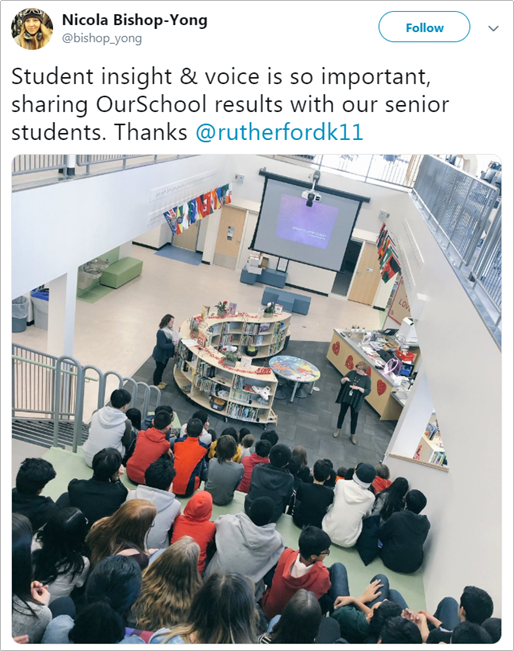 Nicola Bishop-Yong
@bishop_yong
Follow
Student insight & voice is so important,
sharing OurSchool results with our senior
students. Thanks @rutherfordk11